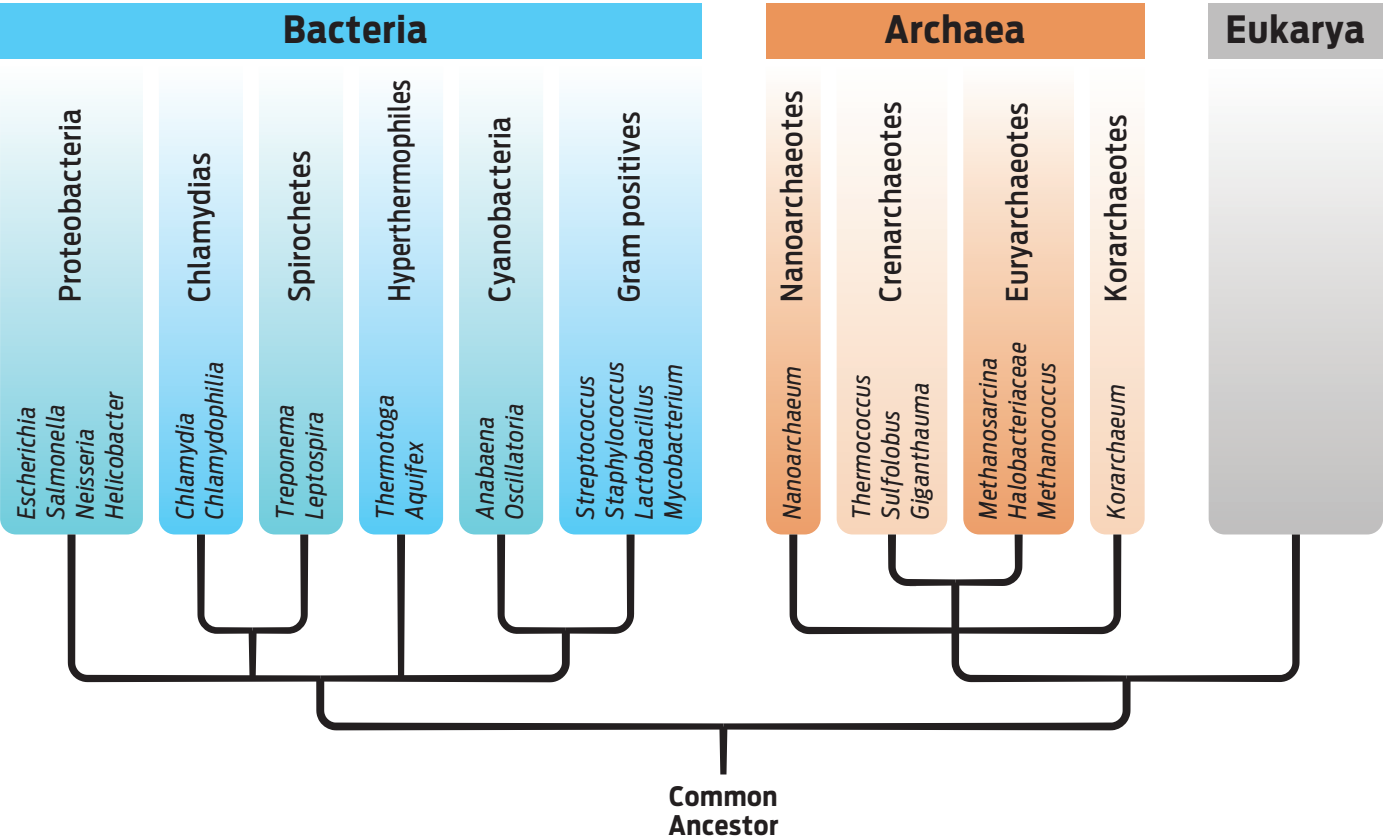 Bacteria
Archaea
Eukarya
Proteobacteria
Chlamydias
Spirochetes
Hyperthermophiles
Cyanobacteria
Gram positives
Nanoarchaeotes
Crenarchaeotes
Euryarchaeotes
Korarchaeotes
Escherichia
Salmonella
Neisseria
Helicobacter
Chlamydia
Chlamydophilia
Treponema
Leptospira
Thermotoga
Aquifex
Anabaena
Oscillatoria
Streptococcus
Staphylococcus
Lactobacillus
Mycobacterium
Nanoarchaeum
Thermococcus
Sulfolobus
Giganthauma
Methanosarcina
Halobacteriaceae
Methanococcus
Korarchaeum
Common
Ancestor